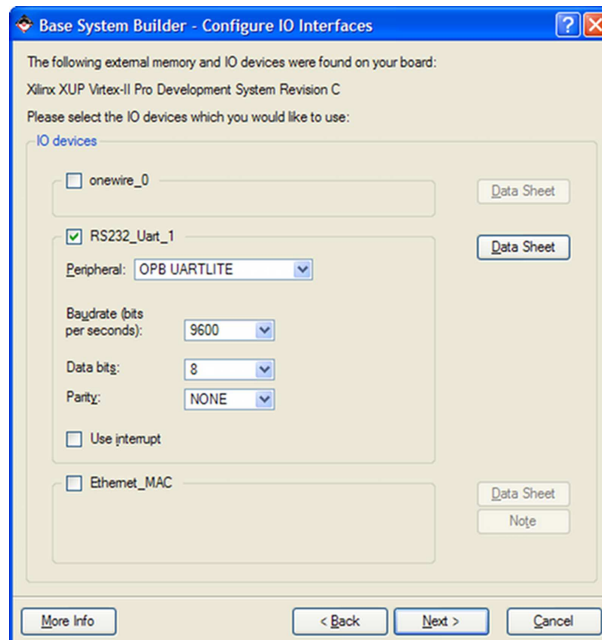 Base System Builder - Configure IO Interfaces
The following external memory and IO devices were found on your board:
Xilinx XUP Virtex-II Pro Development System Revision C
Please select the IO devices which you would like to use:
IO devices
onewire_0
Data Sheet
RS232_Uart_1
Data Sheet
Peripheral: OPB UARTLITE
Baudrate (bits
per seconds): 9600
Data bits: 8
Parity: NONE
Use interrupt
Ethernet_MAC
Data Sheet
Note
More Info < Back Next > Cancel